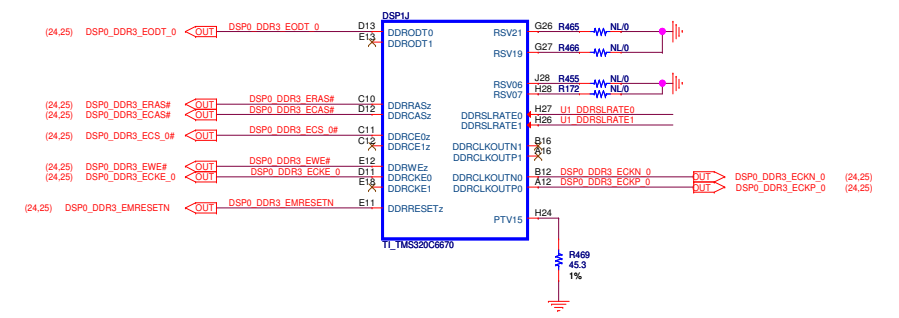 DSP1J
(24,25) DSP0_DDR3_EODT_0 OUT DSP0_DDR3_EODT_0 D13 DDRODT0
E13 DDRODT1
(24,25) DSP0_DDR3_ERAS# OUT DSP0_DDR3_ERAS# C10 DDRRASz
(24,25) DSP0_DDR3_ECAS# OUT DSP0_DDR3_ECAS# D12 DDRCASz
(24,25) DSP0_DDR3_ECS_0# OUT DSP0_DDR3_ECS_0# C11 DDRCE0z
C12 DDRCE1z
(24,25) DSP0_DDR3_EWE# OUT DSP0_DDR3_EWE# E12 DDRWEz
(24,25) DSP0_DDR3_ECKE_0 OUT DSP0_DDR3_ECKE_0 D11 DDRCKE0
E18 DDRCKE1
(24,25) DSP0_DDR3_EMRESETN OUT DSP0_DDR3_EMRESETN E11 DDRRESETz
RSV21 G26 R465 NL/0
RSV19 G27 R466 NL/0
RSV06 J28 R455 NL/0
RSV07 H28 R172 NL/0
DDRSLRATE0 H27 U1_DDRSLRATE0
DDRSLRATE1 H26 U1_DDRSLRATE1
DDRCLKOUTN1 B16
DDRCLKOUTP1 A16
DDRCLKOUTN0 B12 DSP0_DDR3_ECKN_0 OUT DSP0_DDR3_ECKN_0 (24,25)
DDRCLKOUTP0 A12 DSP0_DDR3_ECKP_0 OUT DSP0_DDR3_ECKP_0 (24,25)
PTV15 H24
R469
45.3
1%
TI_TMS320C6670